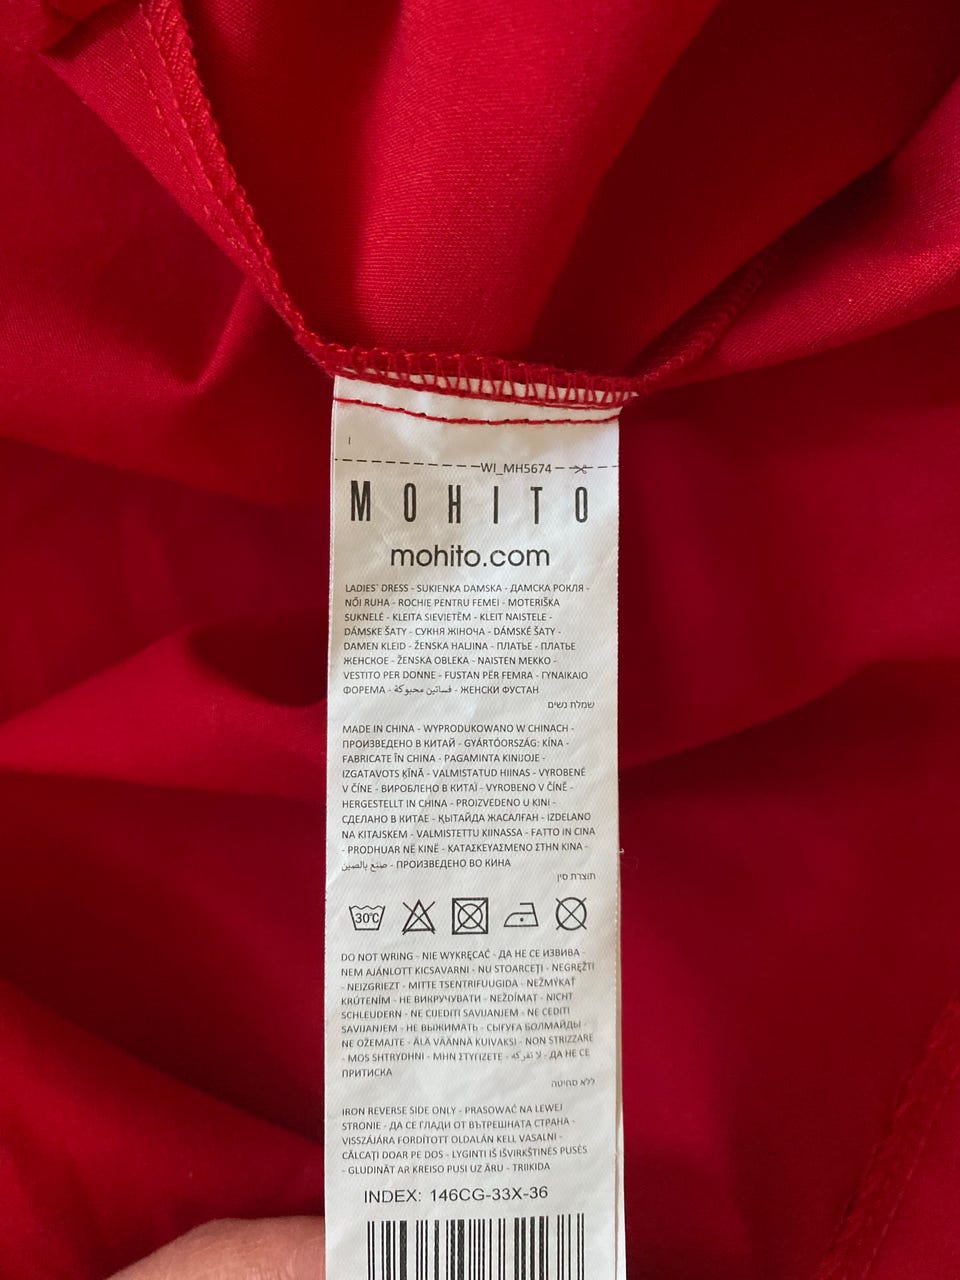 WI_MH5674
MOHITO
mohito.com
LADIES` DRESS - SUKIENKA DAMSKA - ДАМСКА РОКЛЯ -
NŐI RUHA - ROCHIE PENTRU FEMEI - MOTERIŠKA
SUKNELĖ - KLEITA SIEVIETĒM - KLEIT NAISTELE -
DÁMSKE ŠATY - СУКНЯ ЖІНОЧА - DÁMSKÉ ŠATY -
DAMEN KLEID - ŽENSKA HALJINA - ПЛАТЬЕ - ПЛАТЬЕ
ЖЕНСКОЕ - ŽENSKA OBLEKA - NAISTEN MEKKO -
VESTITO PER DONNE - FUSTAN PËR FEMRA - ΓΥΝΑΙΚΑΙΟ
ΦΟΡΕΜΑ - فساتين محبوكة - ЖЕНСКИ ФУСТАН
שמלת נשים
MADE IN CHINA - WYPRODUKOWANO W CHINACH -
ПРОИЗВЕДЕНО В КИТАЙ - GYÁRTÓORSZÁG: KÍNA -
FABRICATE ÎN CHINA - PAGAMINTA KINIJOJE -
IZGATAVOTS ĶĪNĀ - VALMISTATUD HIINAS - VYROBENÉ
V ČÍNE - ВИРОБЛЕНО В КИТАЇ - VYROBENO V ČÍNĚ -
HERGESTELLT IN CHINA - PROIZVEDENO U KINI -
СДЕЛАНО В КИТАЕ - ҚЫТАЙДА ЖАСАЛҒАН - IZDELANO
NA KITAJSKEM - VALMISTETTU KIINASSA - FATTO IN CINA
- PRODHUAR NË KINË - ΚΑΤΑΣΚΕΥΑΣΜΕΝΟ ΣΤΗΝ ΚΙΝΑ -
صنع بالصين - ПРОИЗВЕДЕНО ВО КИНА
תוצרת סין
30°C
DO NOT WRING - NIE WYKRĘCAĆ - ДА НЕ СЕ ИЗВИВА -
NEM AJÁNLOTT KICSAVARNI - NU STOARCEȚI - NEGRĘŽTI
- NEIZGRIEZT - MITTE TSENTRIFUUGIDA - NEŽMÝKAŤ
KRÚTENÍM - НЕ ВИКРУЧУВАТИ - NEŽDÍMAT - NICHT
SCHLEUDERN - NE CIJEDITI SAVIJANJEM - NE CEDITI
SAVIJANJEM - НЕ ВЫЖИМАТЬ - СЫҒУҒА БОЛМАЙДЫ -
NE OŽEMAJTE - ÄLÄ VÄÄNNÄ KUIVAKSI - NON STRIZZARE
- MOS SHTRYDHNI - ΜΗΝ ΣΤΥΓΙΖΕΤΕ - لا تفركه - ДА НЕ СЕ
ПРИТИСКА
ללא סחיטה
IRON REVERSE SIDE ONLY - PRASOWAĆ NA LEWEJ
STRONIE - ДА СЕ ГЛАДИ ОТ ВЪТРЕШНАТА СТРАНА -
VISSZÁJÁRA FORDÍTOTT OLDALÁN KELL VASALNI -
CĂLCAȚI DOAR PE DOS - LYGINTI IŠ IŠVIRKŠTINĖS PUSĖS
- GLUDINĀT AR KREISO PUSI UZ ĀRU - TRIIKIDA
INDEX: 146CG-33X-36